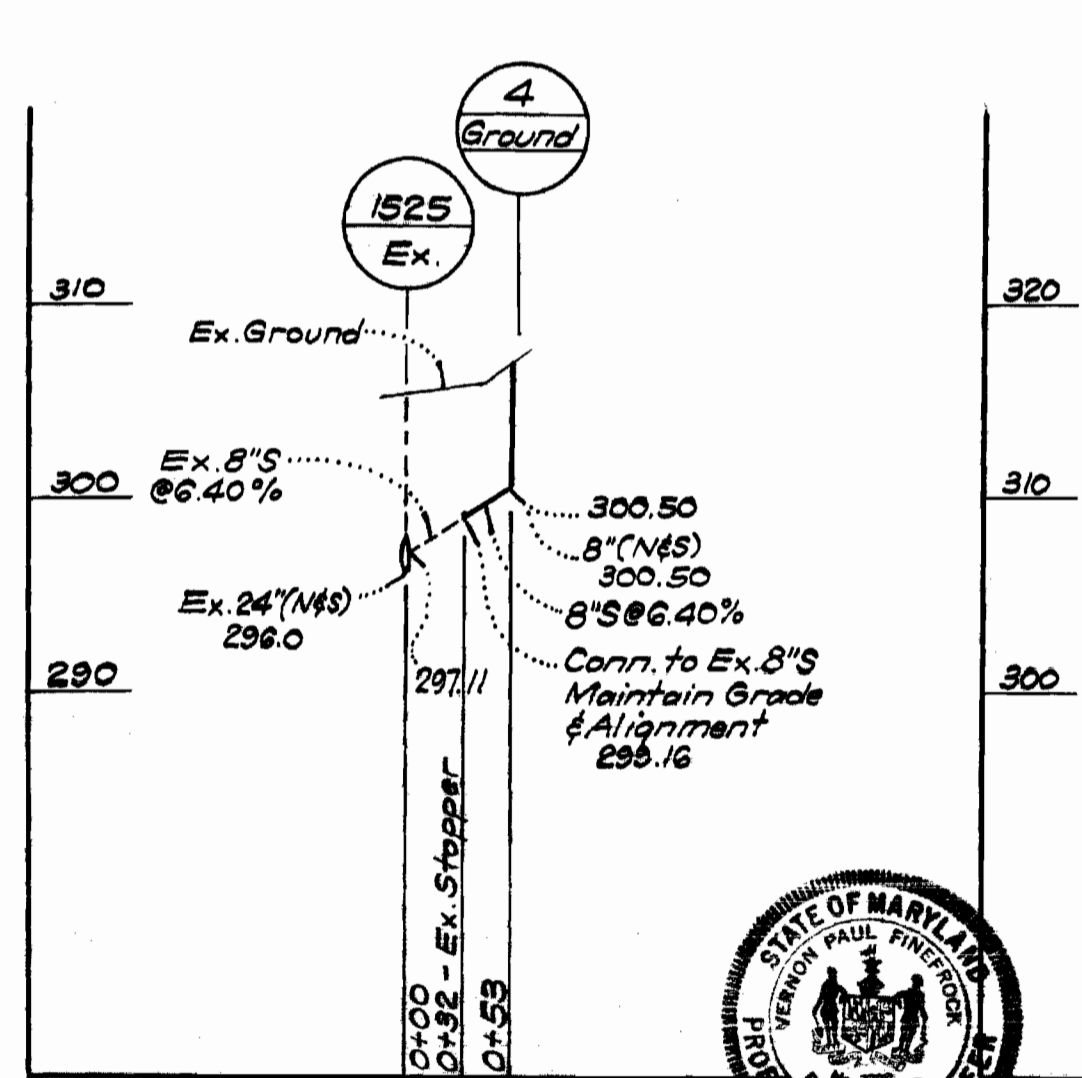 4
Ground
1525
Ex.
310
320
Ex. Ground
Ex. 8"S
@6.40%
300
310
300.50
8"(N&S)
300.50
Ex. 24"(N&S)
296.0
8"S@6.40%
290
300
297.11
Conn. to Ex. 8"S
Maintain Grade
& Alignment
299.16
0+00
0+32 - Ex. Stopper
0+53
STATE OF MARYLAND
VERNON PAUL FINEFROCK